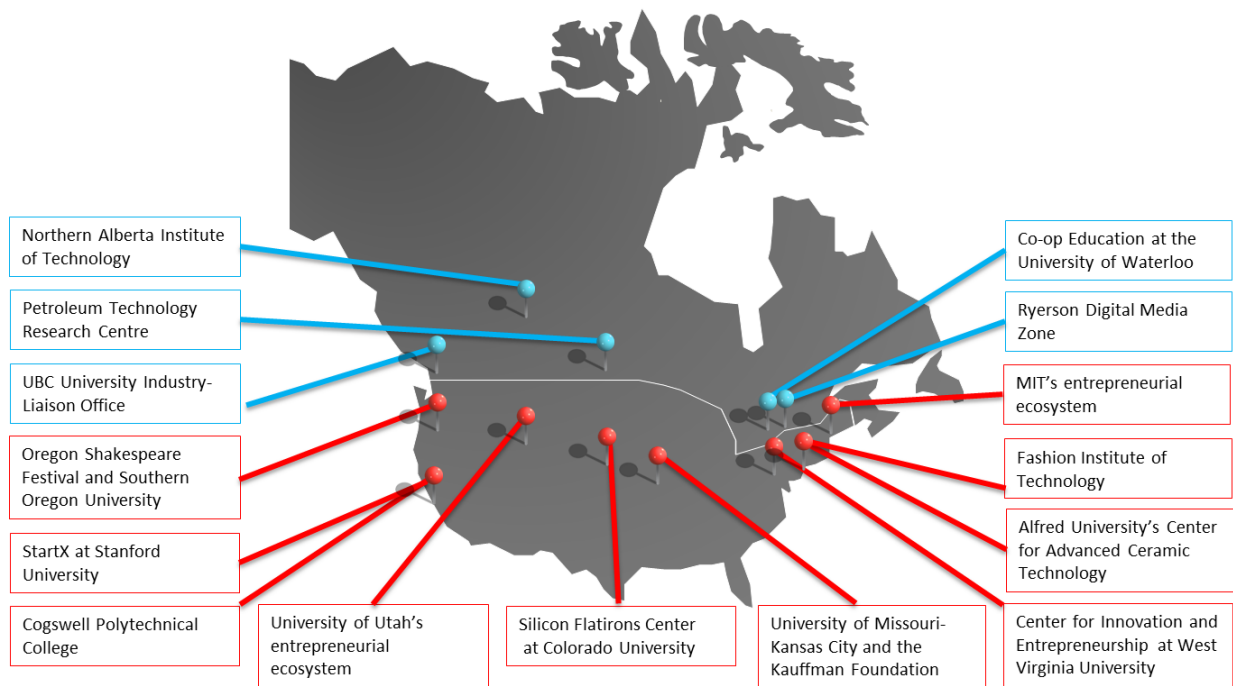 Northern Alberta Institute
of Technology
Petroleum Technology
Research Centre
UBC University Industry-
Liaison Office
Oregon Shakespeare
Festival and Southern
Oregon University
StartX at Stanford
University
Cogswell Polytechnical
College
University of Utah's
entrepreneurial
ecosystem
Silicon Flatirons Center
at Colorado University
University of Missouri-
Kansas City and the
Kauffman Foundation
Co-op Education at the
University of Waterloo
Ryerson Digital Media
Zone
MIT's entrepreneurial
ecosystem
Fashion Institute of
Technology
Alfred University's Center
for Advanced Ceramic
Technology
Center for Innovation and
Entrepreneurship at West
Virginia University